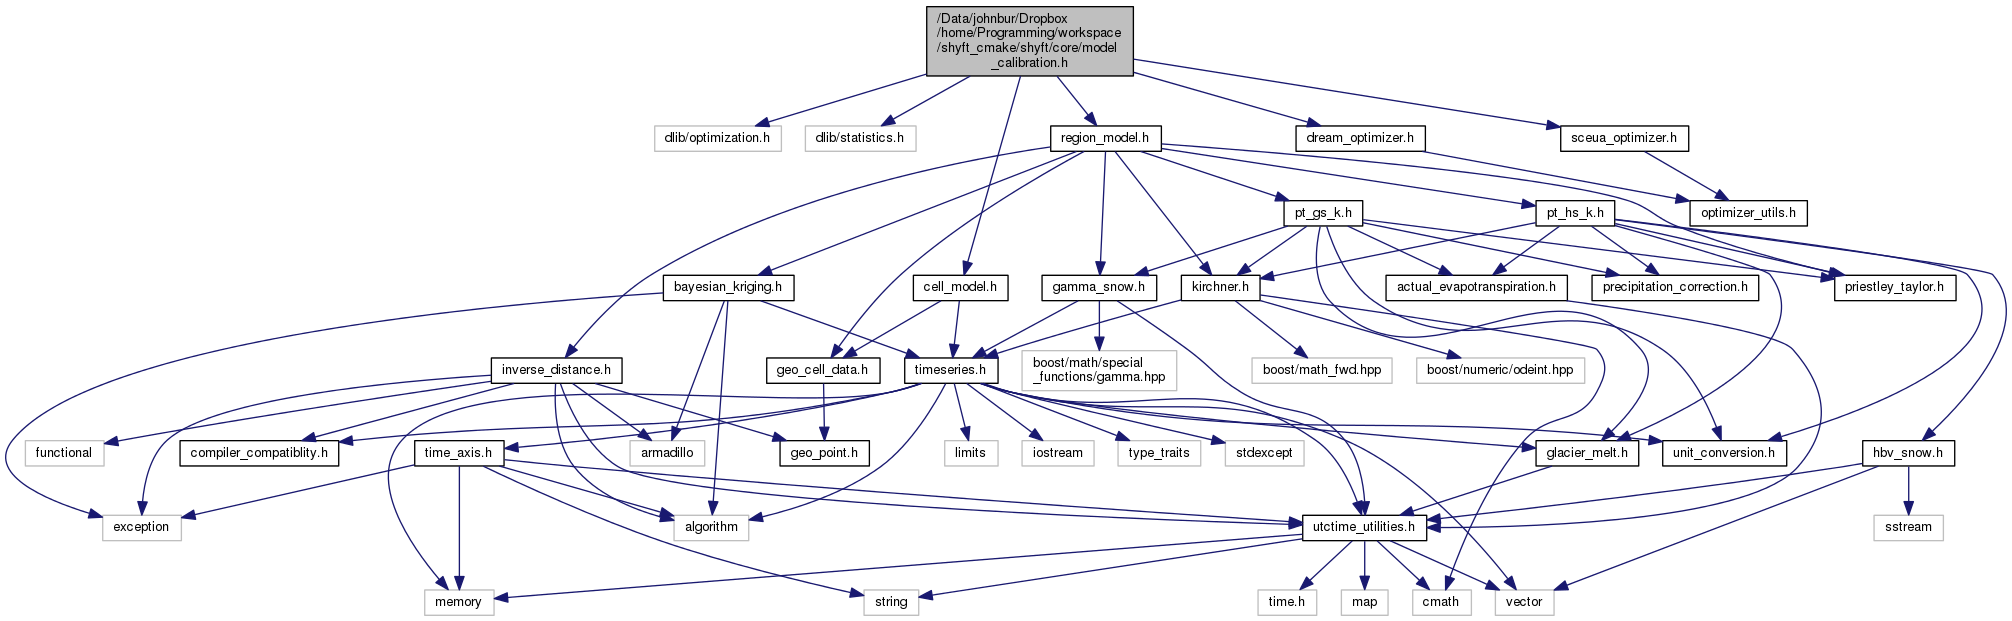 /Data/johnbur/Dropbox
/home/Programming/workspace
/shyft_cmake/shyft/core/model
_calibration.h
dlib/optimization.h
dlib/statistics.h
region_model.h
dream_optimizer.h
sceua_optimizer.h
pt_gs_k.h
pt_hs_k.h
optimizer_utils.h
bayesian_kriging.h
cell_model.h
gamma_snow.h
kirchner.h
actual_evapotranspiration.h
precipitation_correction.h
priestley_taylor.h
inverse_distance.h
geo_cell_data.h
timeseries.h
boost/math/special
_functions/gamma.hpp
boost/math_fwd.hpp
boost/numeric/odeint.hpp
functional
compiler_compatiblity.h
time_axis.h
armadillo
geo_point.h
limits
iostream
type_traits
stdexcept
glacier_melt.h
unit_conversion.h
hbv_snow.h
exception
algorithm
utctime_utilities.h
sstream
memory
string
time.h
map
cmath
vector